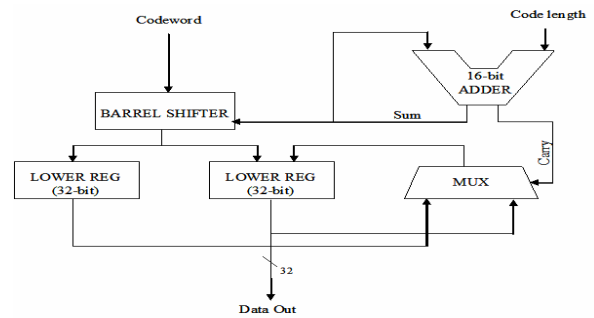 Codeword
Code length
16-bit
ADDER
BARREL SHIFTER
Sum
Carry
LOWER REG
(32-bit)
LOWER REG
(32-bit)
MUX
32
Data Out